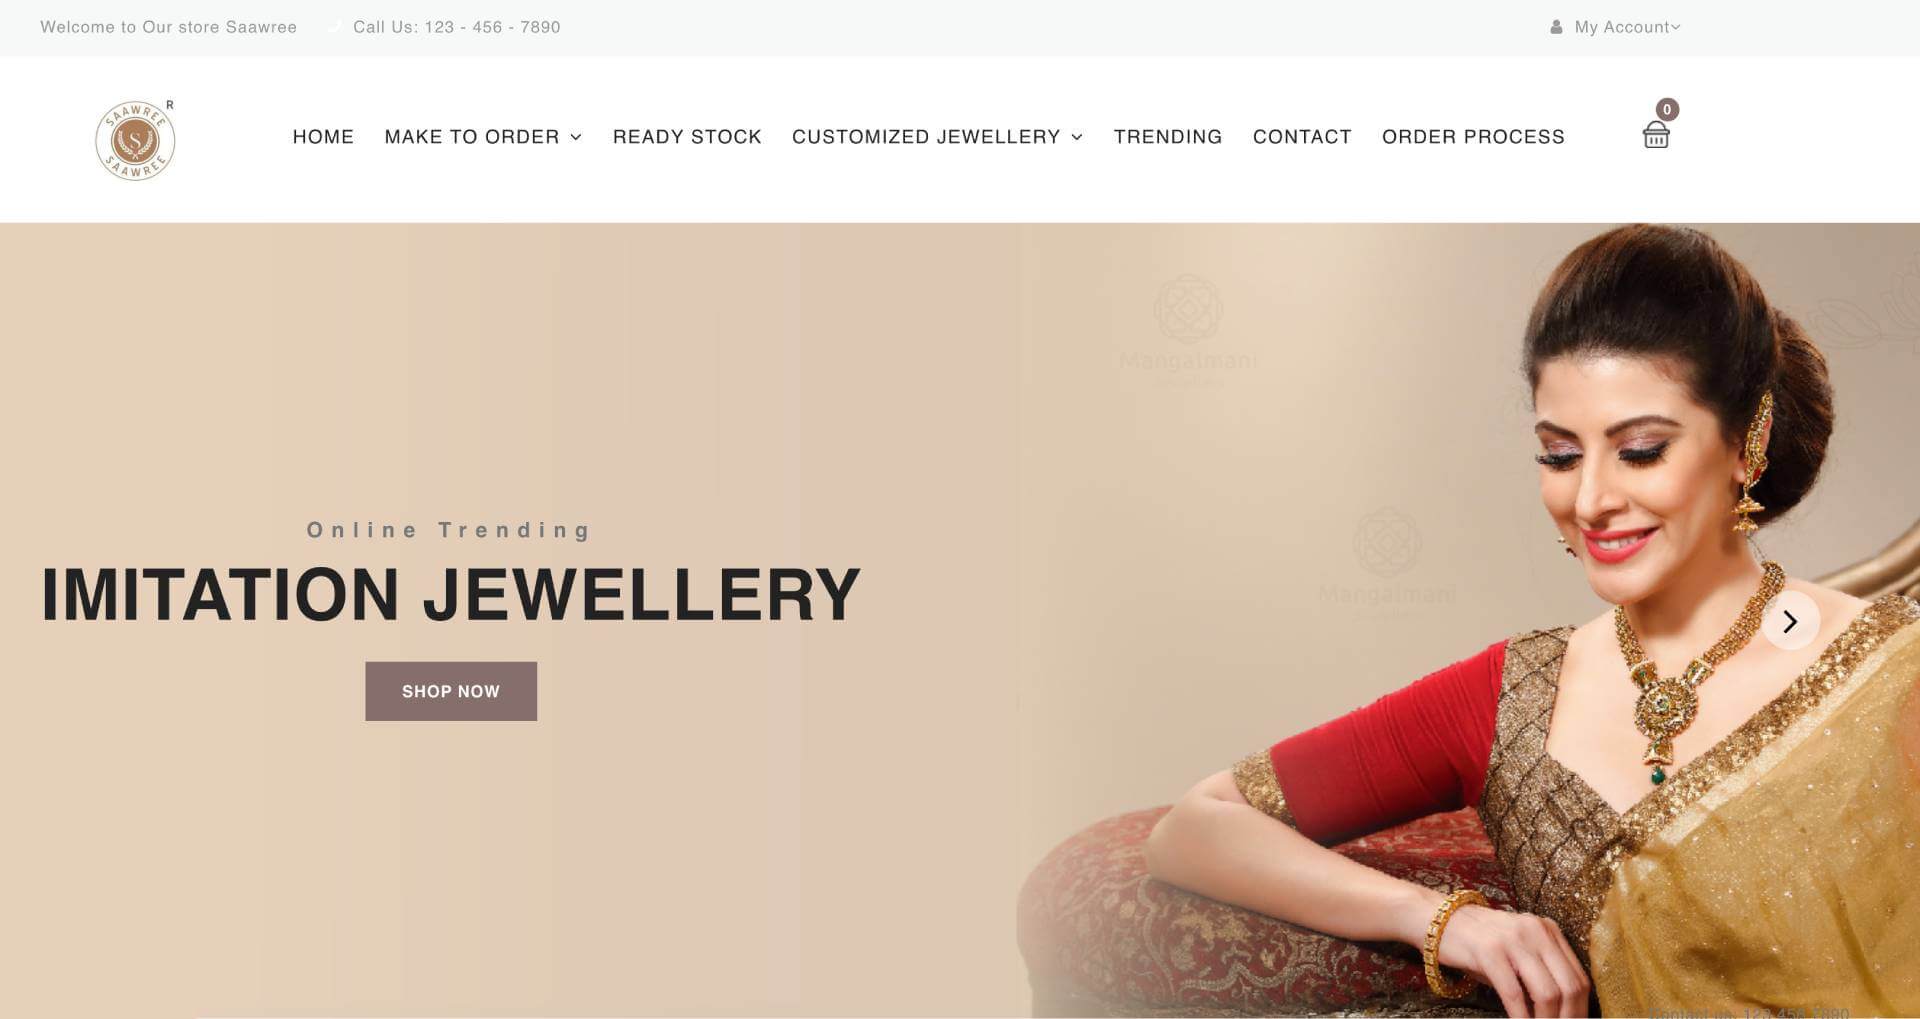 Welcome to Our store Saawree
Call Us: 123 - 456 - 7890
My Account
SAAWREE
S
SAAWREE
R
HOME
MAKE TO ORDER
READY STOCK
CUSTOMIZED JEWELLERY
TRENDING
CONTACT
ORDER PROCESS
0
Mangalmani
Online Trending
IMITATION JEWELLERY
Mangalmani
SHOP NOW
Contact us: 123 456 7890